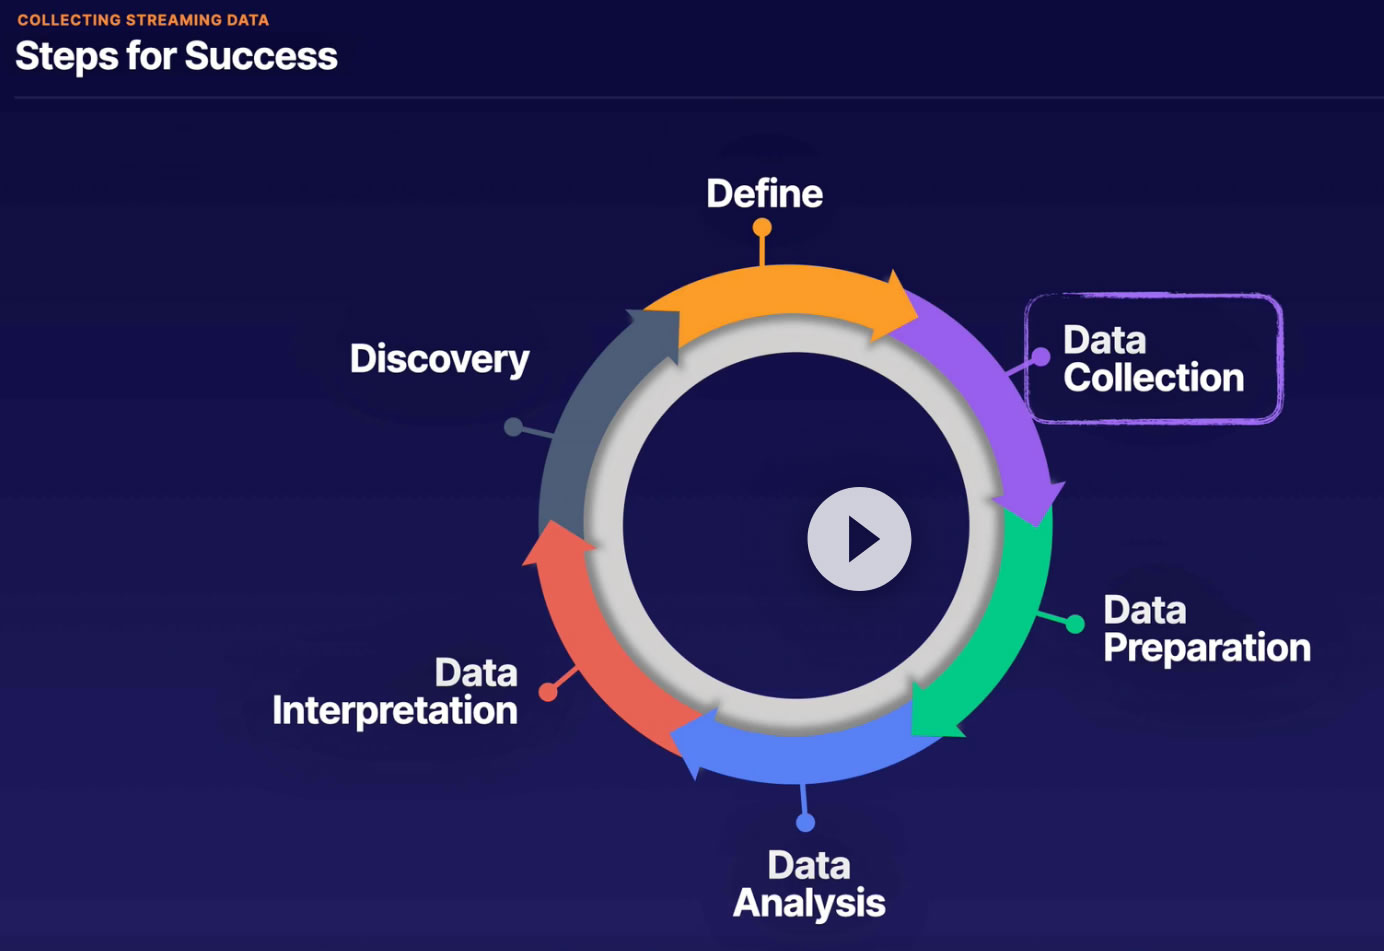 COLLECTING STREAMING DATA
Steps for Success
Define
Data
Collection
Data
Preparation
Data
Analysis
Data
Interpretation
Discovery